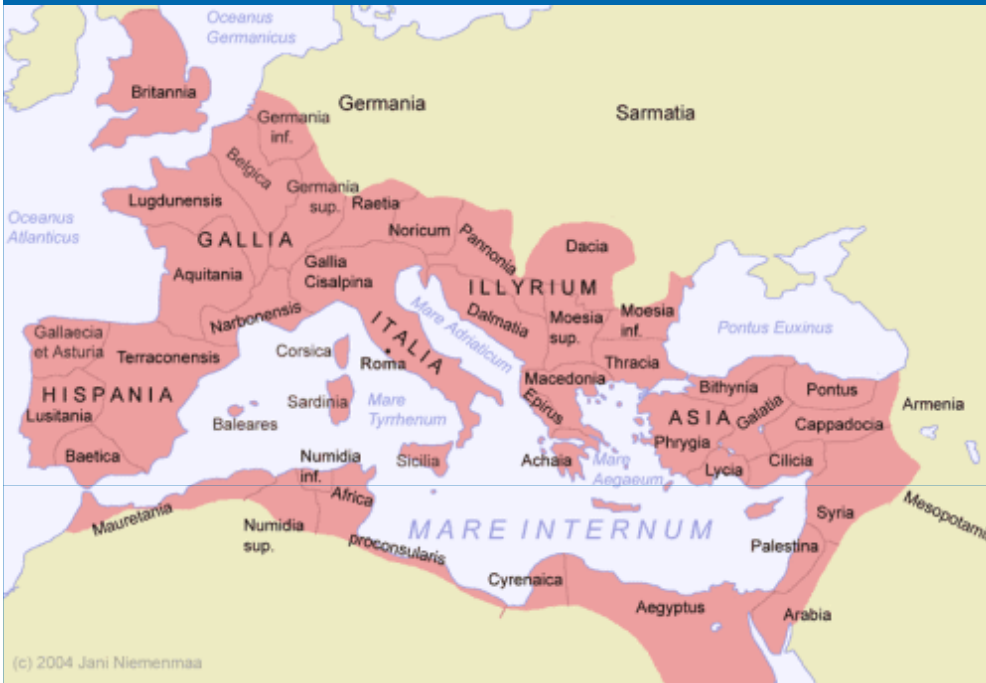 Oceanus
Germanicus
Britannia
Germania
Sarmatia
Germania
inf.
Belgica
Germania
sup.
Lugdunensis
Raetia
Oceanus
Atlanticus
GALLIA
Noricum
Pannonia
Dacia
Aquitania
Gallia
Cisalpina
ILLYRIUM
Narbonensis
Mare Adriaticum
Dalmatia
Moesia
sup.
Moesia
inf.
Pontus Euxinus
Gallaecia
et Asturia
Terraconensis
Corsica
ITALIA
Roma
Thracia
Macedonia
HISPANIA
Lusitania
Sardinia
Mare
Tyrrhenum
Epirus
Bithynia
Pontus
ASIA
Galatia
Armenia
Baleares
Cappadocia
Phrygia
Baetica
Numidia
inf.
Sicilia
Achaia
Mare
Aegaeum
Lycia
Cilicia
Africa
proconsularis
Mauretania
Numidia
sup.
MARE INTERNUM
Syria
Mesopotami
Palestina
Cyrenaica
Aegyptus
Arabia
(c) 2004 Jani Niemenmaa